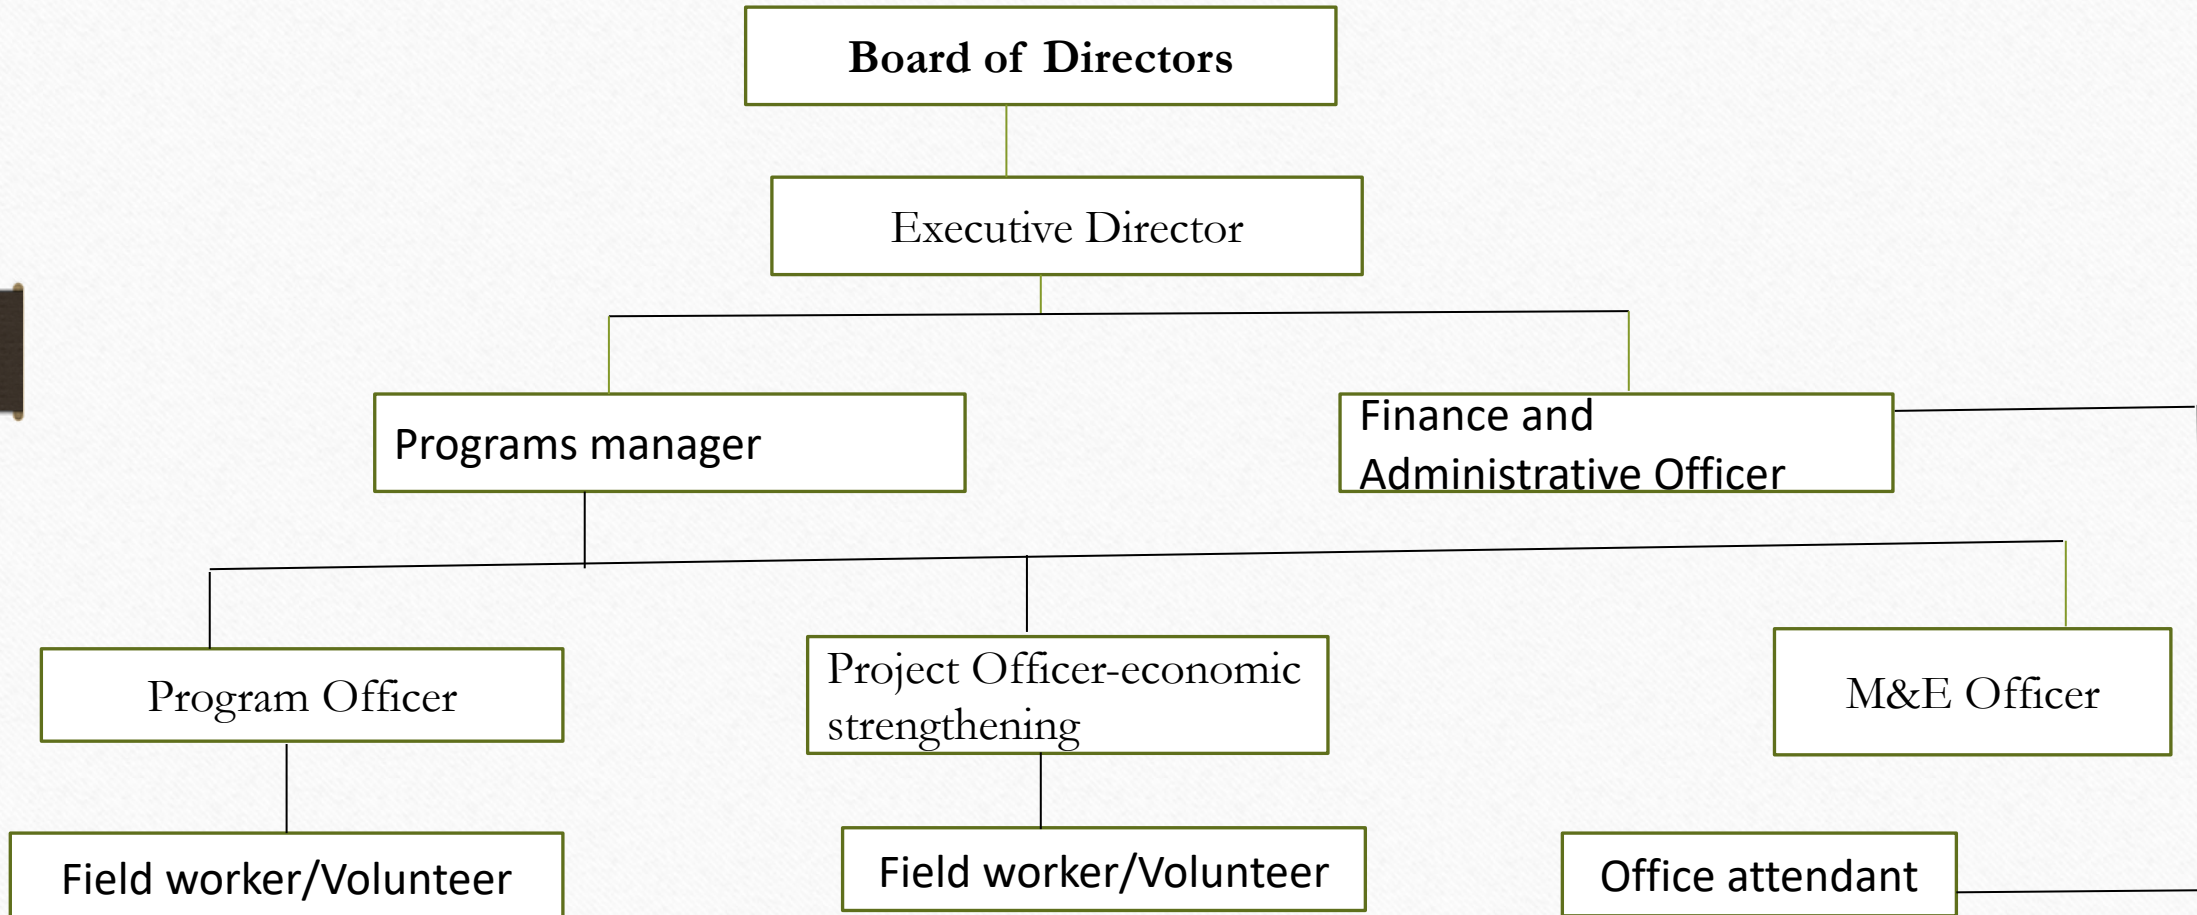 Board of Directors
Executive Director
Programs manager
Finance and
Administrative Officer
Program Officer
Project Officer-economic
strengthening
M&E Officer
Field worker/Volunteer
Field worker/Volunteer
Office attendant